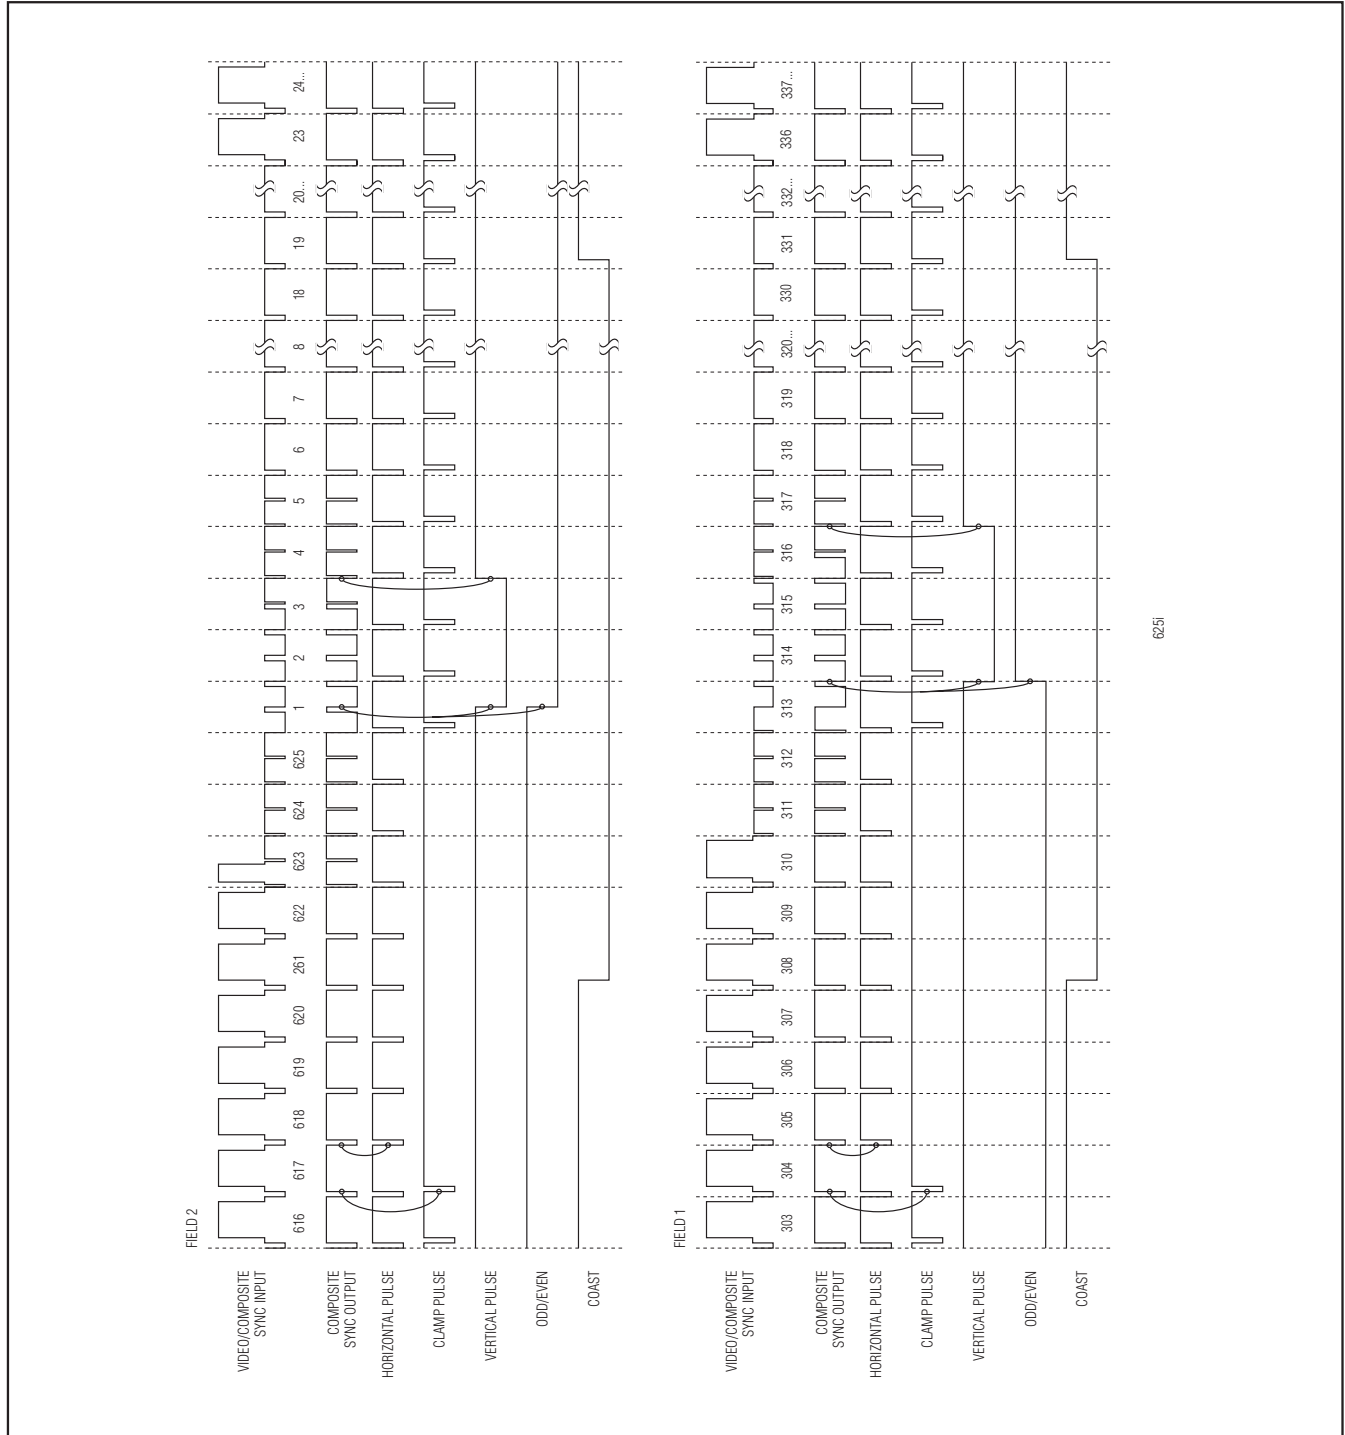 FIELD 2
VIDEO/COMPOSITE
SYNC INPUT
616 617 618 619 620 261 622 623 624 625 1 2 3 4 5 6 7 8 18 19 20... 23 24...
COMPOSITE
SYNC OUTPUT
HORIZONTAL PULSE
CLAMP PULSE
VERTICAL PULSE
ODD/EVEN
COAST
FIELD 1
VIDEO/COMPOSITE
SYNC INPUT
303 304 305 306 307 308 309 310 311 312 313 314 315 316 317 318 319 320... 330 331 332... 336 337...
COMPOSITE
SYNC OUTPUT
HORIZONTAL PULSE
CLAMP PULSE
VERTICAL PULSE
ODD/EVEN
COAST
625i